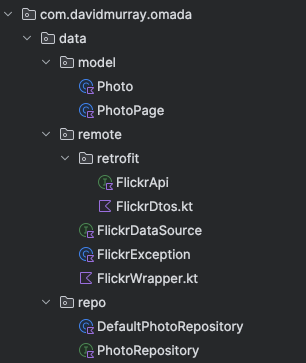 com.davidmurray.omada
data
model
Photo
PhotoPage
remote
retrofit
FlickrApi
FlickrDtos.kt
FlickrDataSource
FlickrException
FlickrWrapper.kt
repo
DefaultPhotoRepository
PhotoRepository